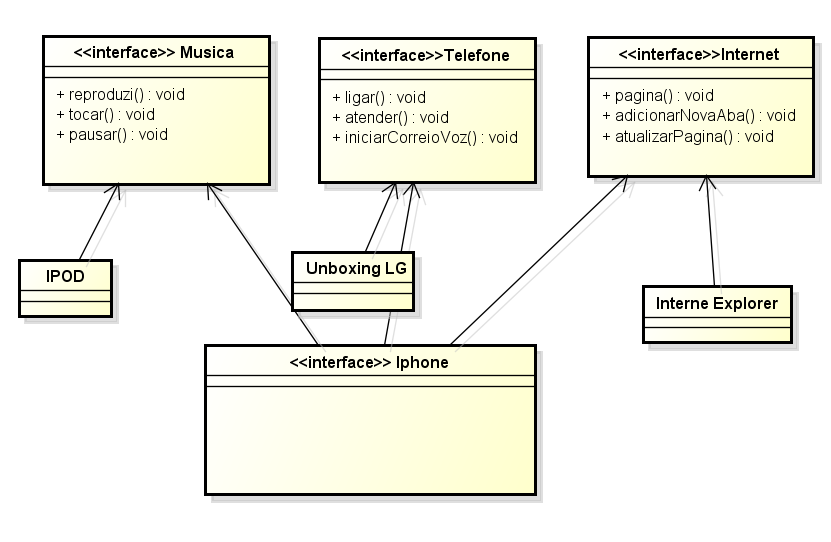 <<interface>> Musica
+ reproduzi() : void
+ tocar() : void
+ pausar() : void
<<interface>>Telefone
+ ligar() : void
+ atender() : void
+ iniciarCorreioVoz() : void
<<interface>>Internet
+ pagina() : void
+ adicionarNovaAba() : void
+ atualizarPagina() : void
IPOD
Unboxing LG
Interne Explorer
<<interface>> Iphone